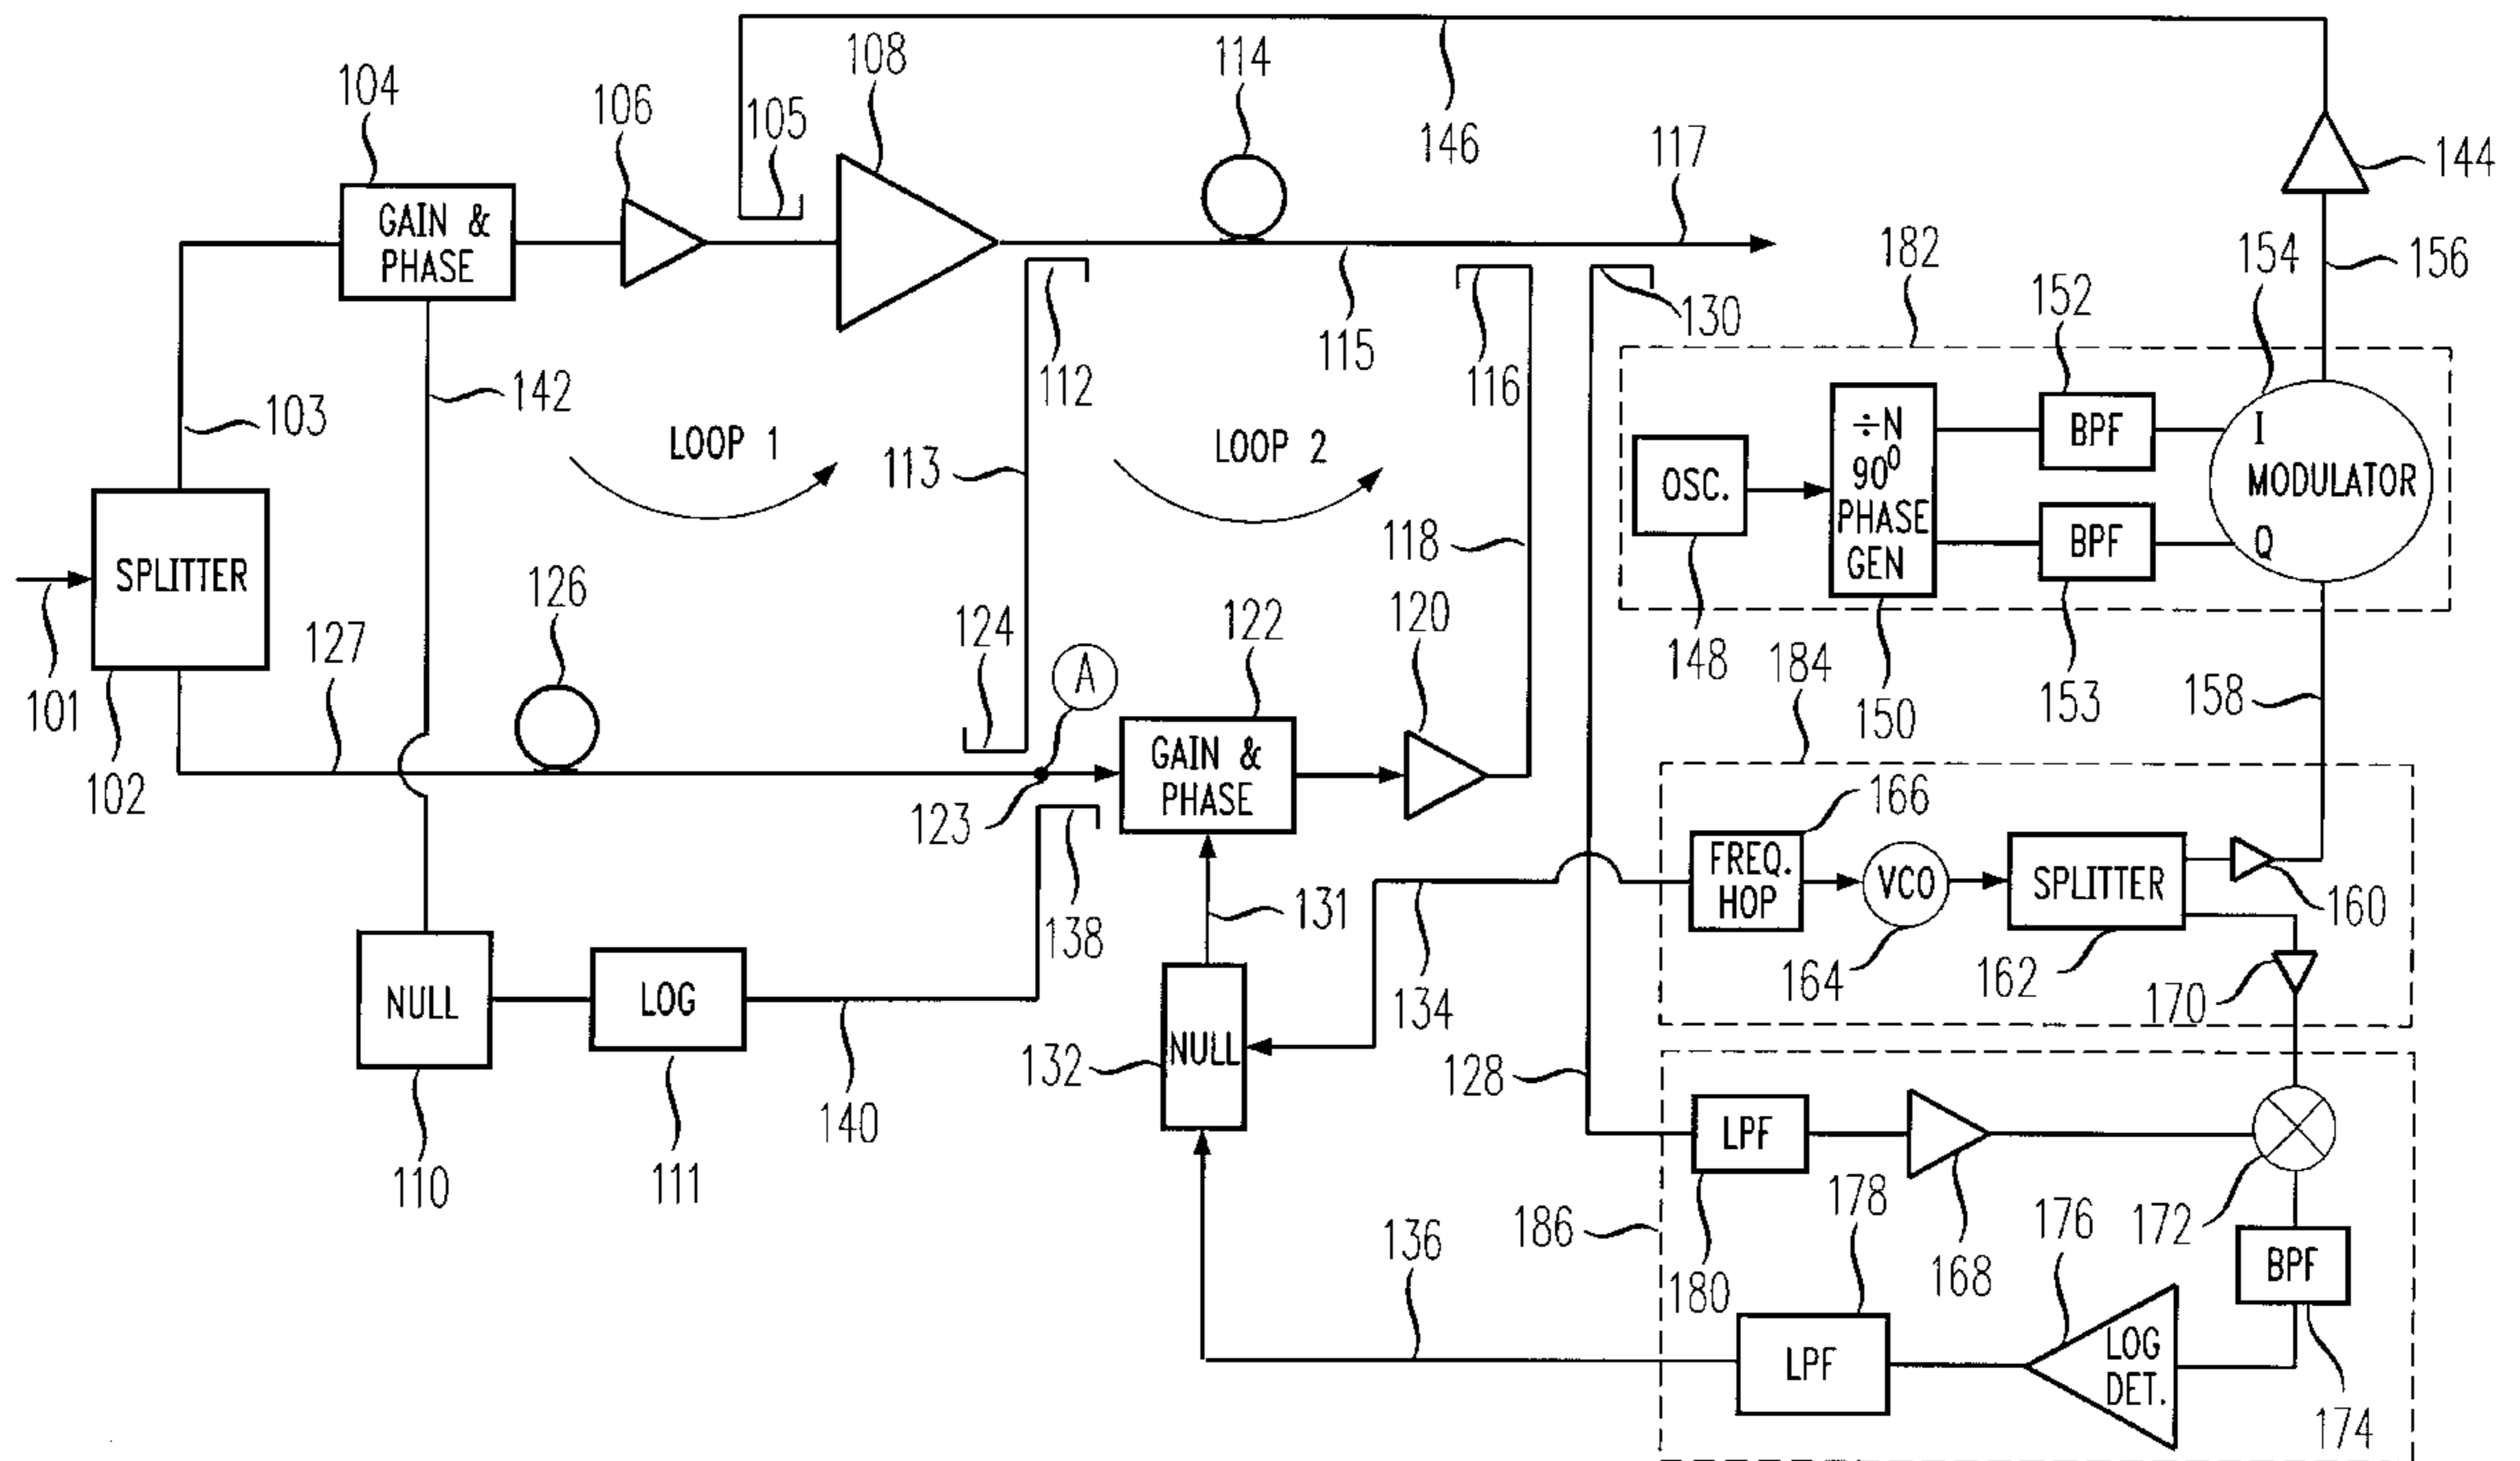 108
114
104
106
105
146
117
144
GAIN &
PHASE
182
154
156
152
130
115
112
116
142
103
LOOP 1
LOOP 2
113
÷N
90⁰
PHASE
GEN
BPF
I
MODULATOR
Q
OSC.
BPF
118
SPLITTER
126
124
122
120
148
184
150
153
158
127
A
101
102
GAIN &
PHASE
123
166
FREQ.
HOP
VCO
SPLITTER
160
138
131
164
162
170
NULL
LOG
134
NULL
132
128
140
110
111
LPF
180
168
178
176
172
186
136
BPF
LPF
LOG
DET.
174